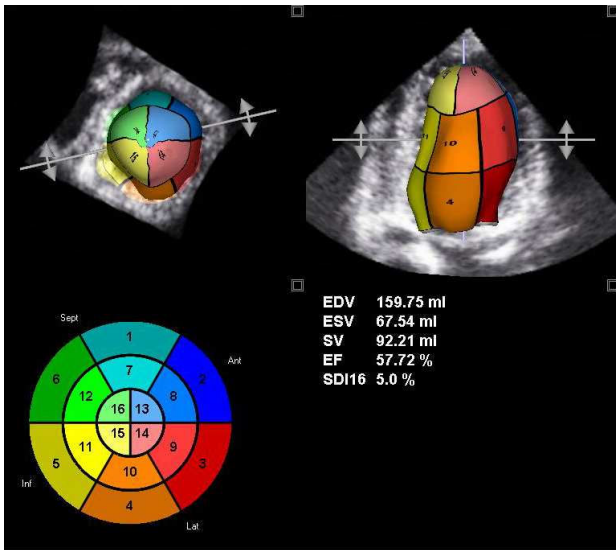 10
4
EDV 159.75 ml
ESV 67.54 ml
SV 92.21 ml
EF 57.72 %
SDI16 5.0 %
Sept
1
Ant
6
7
2
12
8
16 13
15 14
11
9
5
10
3
Inf
4
Lat